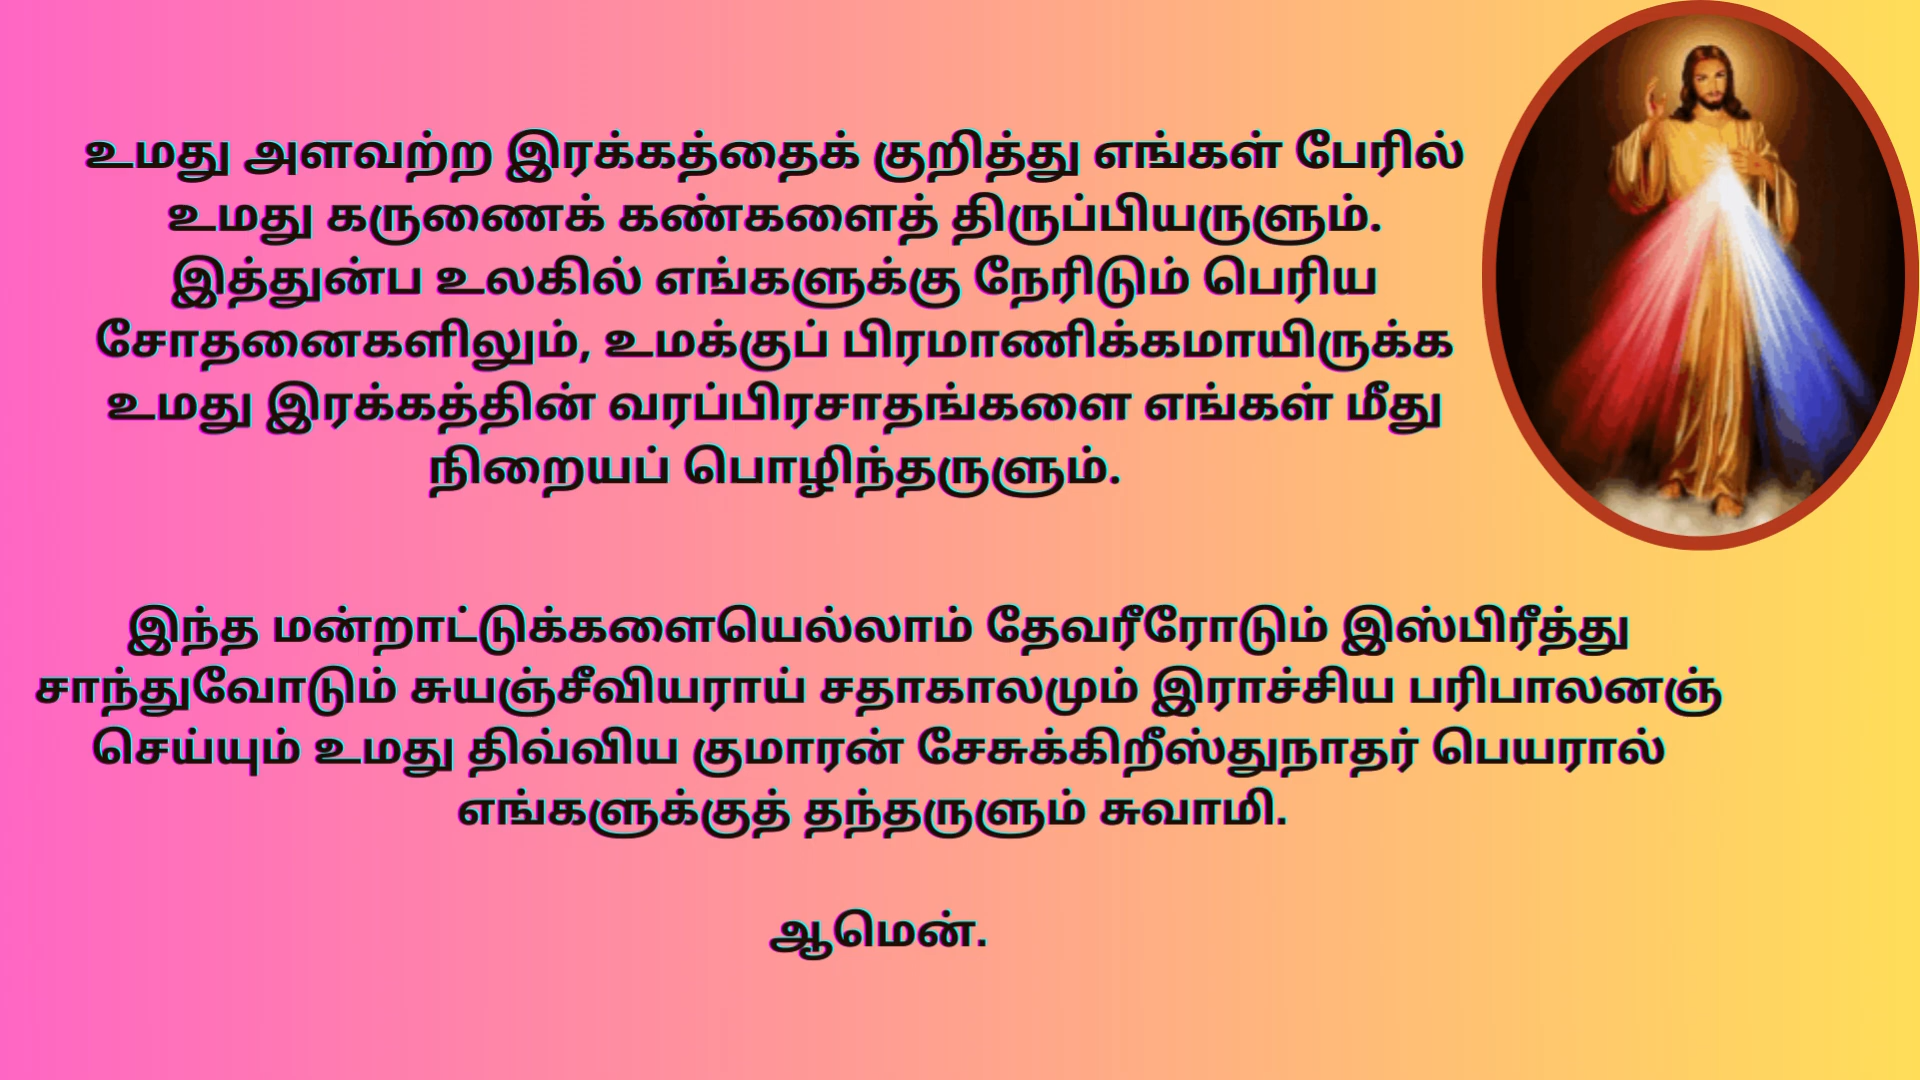 உமது அளவற்ற இரக்கத்தைக் குறித்து எங்கள் பேரில்
உமது கருணைக் கண்களைத் திருப்பியருளும்.
இத்துன்ப உலகில் எங்களுக்கு நேரிடும் பெரிய
சோதனைகளிலும், உமக்குப் பிரமாணிக்கமாயிருக்க
உமது இரக்கத்தின் வரப்பிரசாதங்களை எங்கள் மீது
நிறையப் பொழிந்தருளும்.
இந்த மன்றாட்டுக்களையெல்லாம் தேவரீரோடும் இஸ்பிரீத்து
சாந்துவோடும் சுயஞ்சீவியராய் சதாகாலமும் இராச்சிய பரிபாலனஞ்
செய்யும் உமது திவ்விய குமாரன் சேசுக்கிறீஸ்துநாதர் பெயரால்
எங்களுக்குத் தந்தருளும் சுவாமி.
ஆமென்.